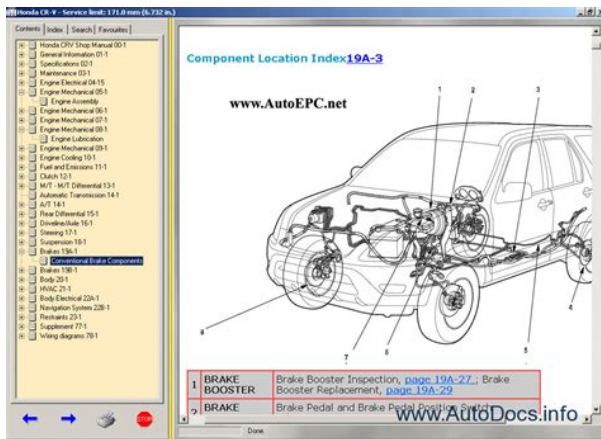 Honda CR-V - Service limit: 171.0 mm (6.732 in.)
Contents Index Search Favourites
Honda CRV Shop Manual 00-1
General Information 01-1
Specifications 02-1
Maintenance 03-1
Engine Electrical 04-15
Engine Mechanical 05-1
Engine Assembly
Engine Mechanical 06-1
Engine Mechanical 07-1
Engine Mechanical 08-1
Engine Lubrication
Engine Mechanical 09-1
Engine Cooling 10-1
Fuel and Emissions 11-1
Clutch 12-1
M/T - M/T Differential 13-1
Automatic Transmission 14-1
A/T 14-1
Rear Differential 15-1
Driveline/Axle 16-1
Steering 17-1
Suspension 18-1
Brakes 19A-1
Conventional Brake Components
Brakes 19B-1
Body 20-1
HVAC 21-1
Body Electrical 22A-1
Navigation System 22B-1
Restraints 23-1
Supplement 77-1
Wiring diagrams 78-1
STOP
Component Location Index19A-3
www.AutoEPC.net
1 2 3
4
8 7 6 5
1 BRAKE BOOSTER Brake Booster Inspection, page 19A-27 ; Brake
Booster Replacement, page 19A-29
2 BRAKE Brake Pedal and Brake Pedal Position Switch
www.AutoDocs.info
Done